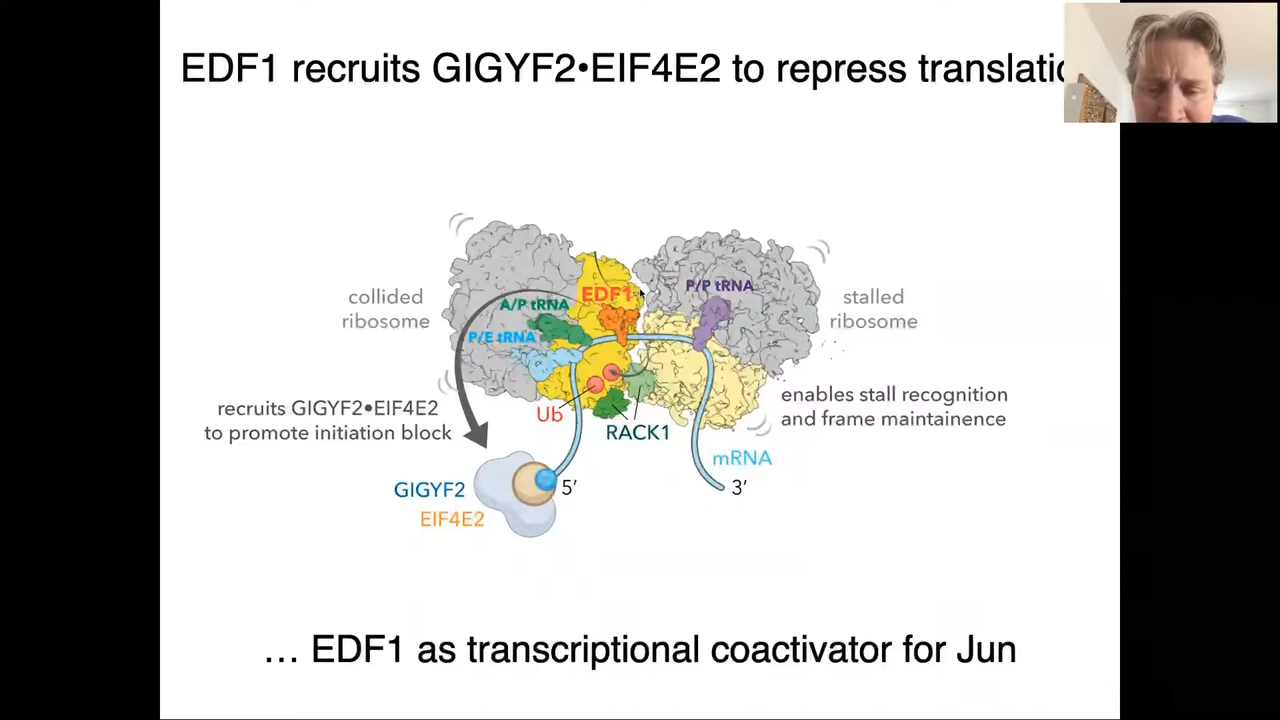 EDF1 recruits GIGYF2•EIF4E2 to repress
EDF1
P/P tRNA
A/P tRNA
P/E tRNA
collided
ribosome
stalled
ribosome
recruits GIGYF2•EIF4E2
to promote initiation block
enables stall recognition
and frame maintainence
Ub
RACK1
mRNA
GIGYF2
EIF4E2
5’
3’
… EDF1 as transcriptional coactivator for Jun